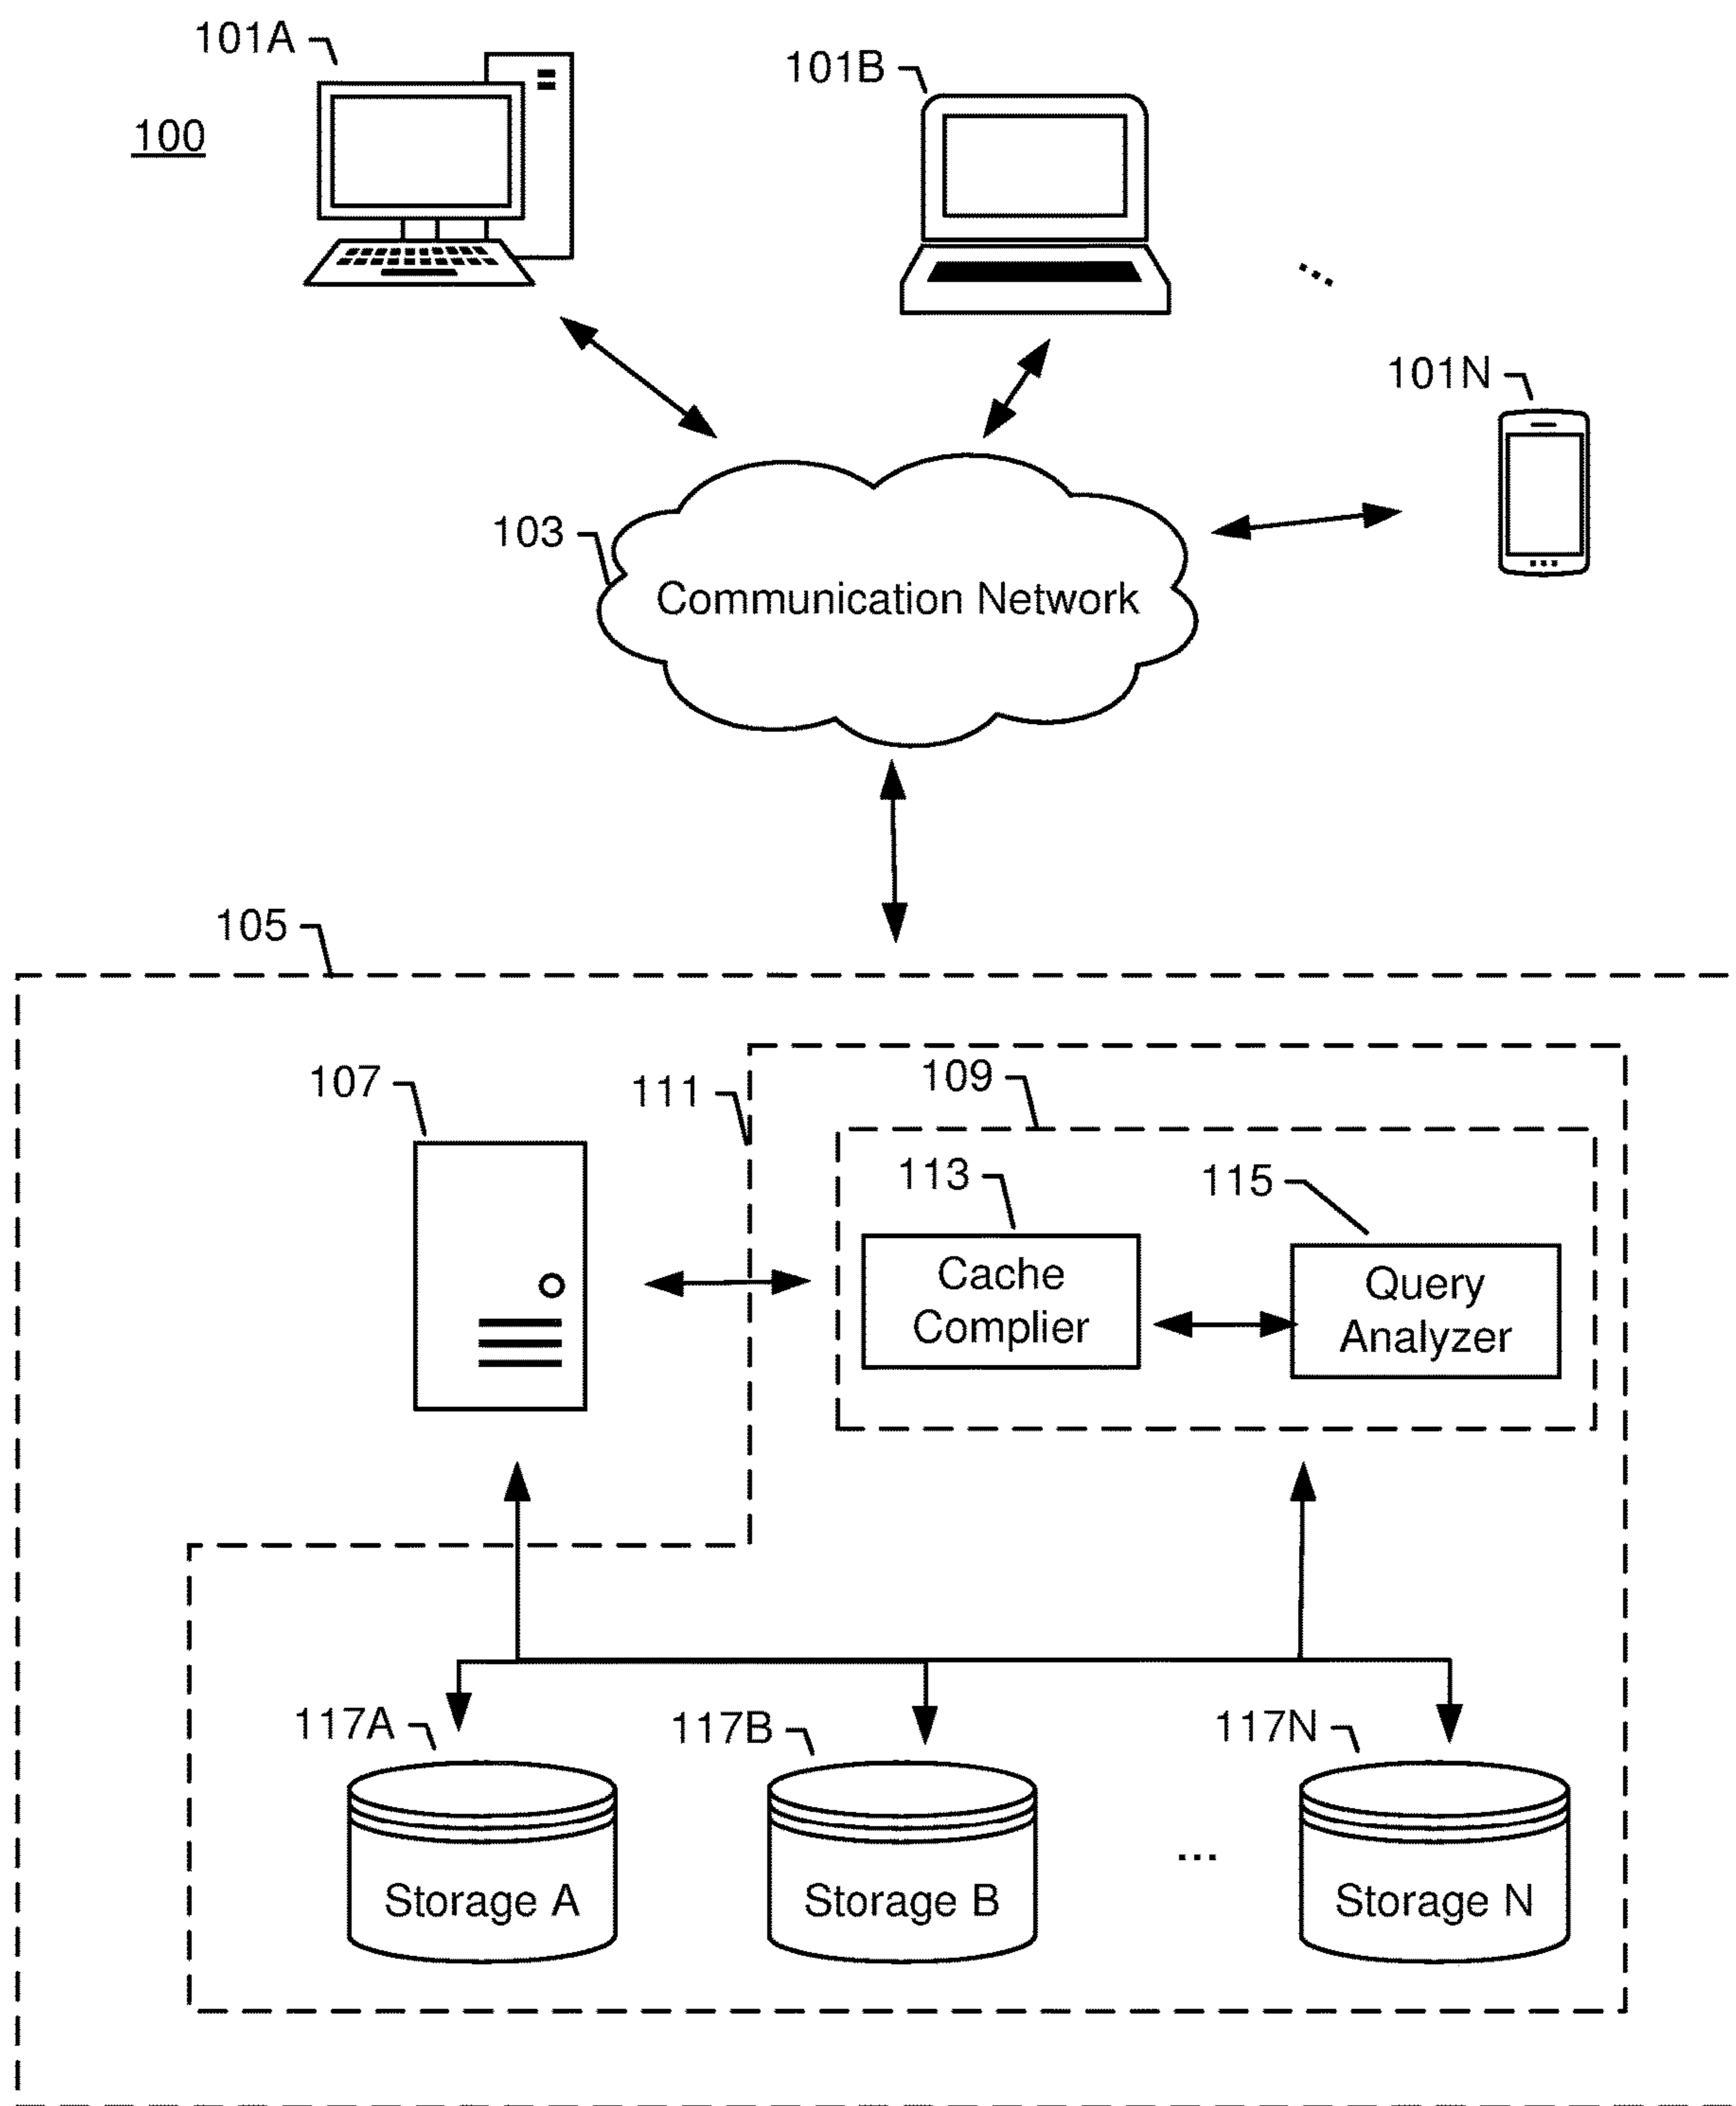 101A
101B
100
101N
103
Communication Network
105
107
111
109
113
115
Cache
Complier
Query
Analyzer
117A
117B
117N
...
Storage A
Storage B
Storage N